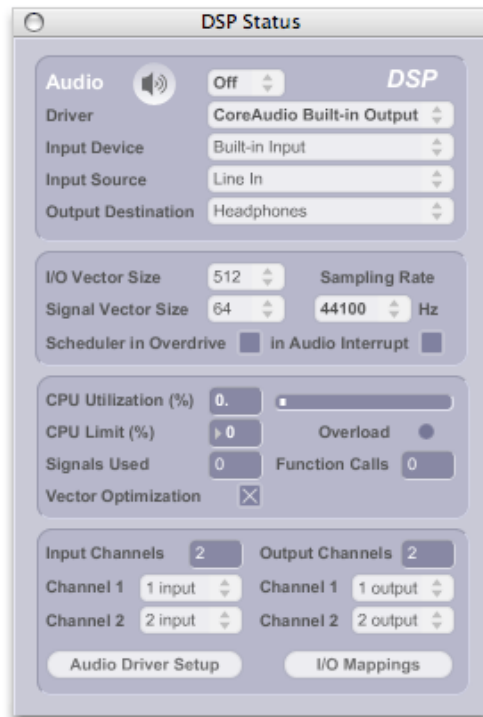 DSP Status
Audio Off DSP
Driver CoreAudio Built-in Output
Input Device Built-in Input
Input Source Line In
Output Destination Headphones
I/O Vector Size 512 Sampling Rate
Signal Vector Size 64 44100 Hz
Scheduler in Overdrive in Audio Interrupt
CPU Utilization (%) 0.
CPU Limit (%) 0 Overload
Signals Used 0 Function Calls 0
Vector Optimization
Input Channels 2 Output Channels 2
Channel 1 1 input Channel 1 1 output
Channel 2 2 input Channel 2 2 output
Audio Driver Setup I/O Mappings